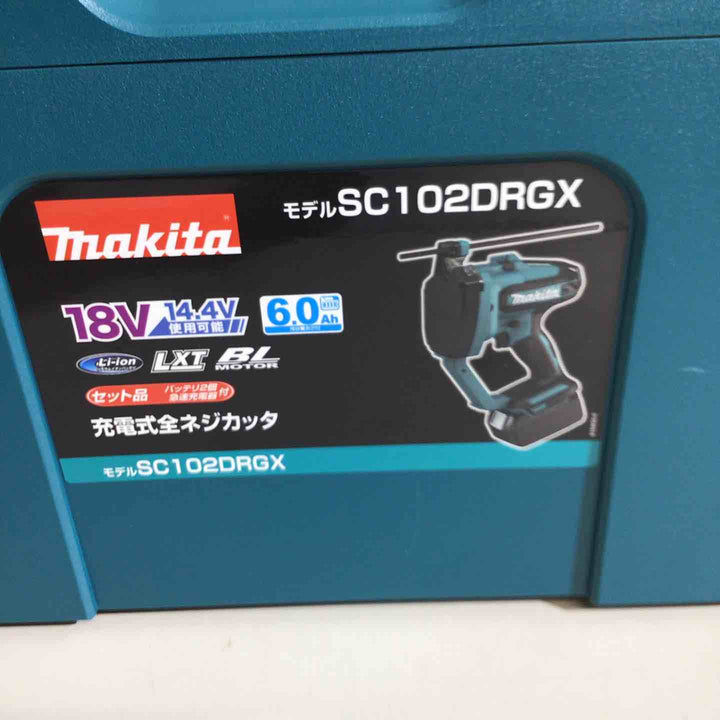 モデルSC102DRGX
makita
18V 14.4V
使用可能
6.0Ah
Li-ion
LXT
BL
MOTOR
セット品
バッテリ2個
急速充電器付
充電式全ネジカッタ
モデルSC102DRGX
makita